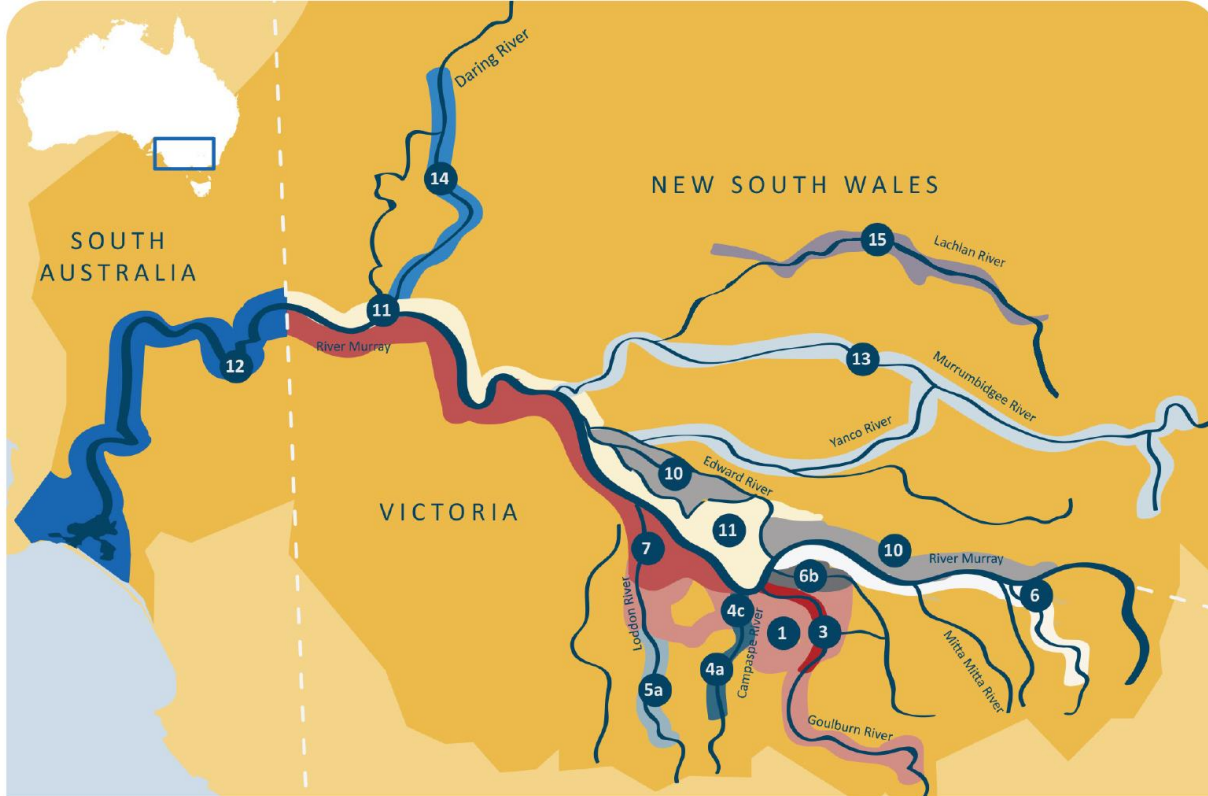 Daring River
14
NEW SOUTH WALES
SOUTH
AUSTRALIA
15
Lachlan River
11
River Murray
12
13
Murrumbidgee River
Yanco River
10
Edward River
VICTORIA
11
10
River Murray
7
6b
6
4c
1
3
Loddon River
Campaspe River
Mitta Mitta River
4a
5a
Goulburn River